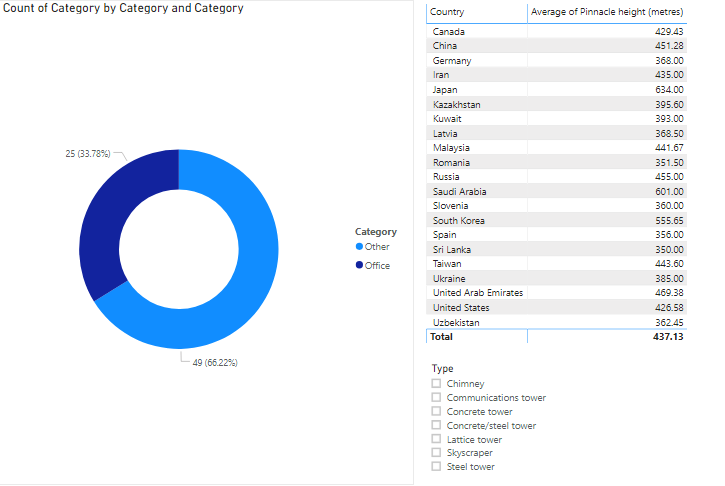 Count of Category by Category and Category
25 (33.78%)
49 (66.22%)
Category
Other
Office
Country Average of Pinnacle height (metres)
Canada 429.43
China 451.28
Germany 368.00
Iran 435.00
Japan 634.00
Kazakhstan 395.60
Kuwait 393.00
Latvia 368.50
Malaysia 441.67
Romania 351.50
Russia 455.00
Saudi Arabia 601.00
Slovenia 360.00
South Korea 555.65
Spain 356.00
Sri Lanka 350.00
Taiwan 443.60
Ukraine 385.00
United Arab Emirates 469.38
United States 426.58
Uzbekistan 362.45
Total 437.13
Type
Chimney
Communications tower
Concrete tower
Concrete/steel tower
Lattice tower
Skyscraper
Steel tower